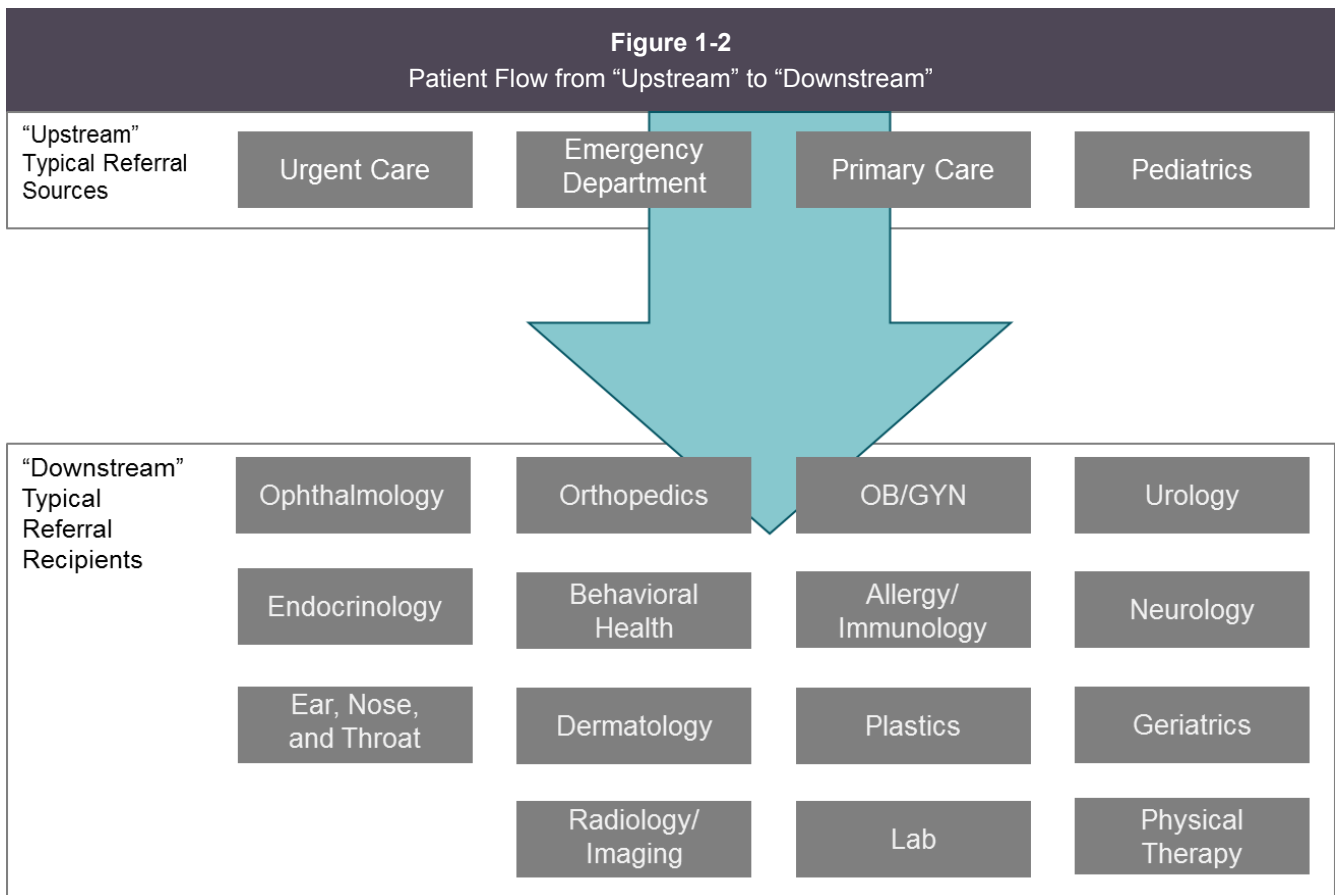 Figure 1-2
Patient Flow from “Upstream” to “Downstream”
“Upstream”
Typical Referral
Sources
Urgent Care
Emergency
Department
Primary Care
Pediatrics
“Downstream”
Typical
Referral
Recipients
Ophthalmology
Orthopedics
OB/GYN
Urology
Endocrinology
Behavioral
Health
Allergy/
Immunology
Neurology
Ear, Nose,
and Throat
Dermatology
Plastics
Geriatrics
Radiology/
Imaging
Lab
Physical
Therapy